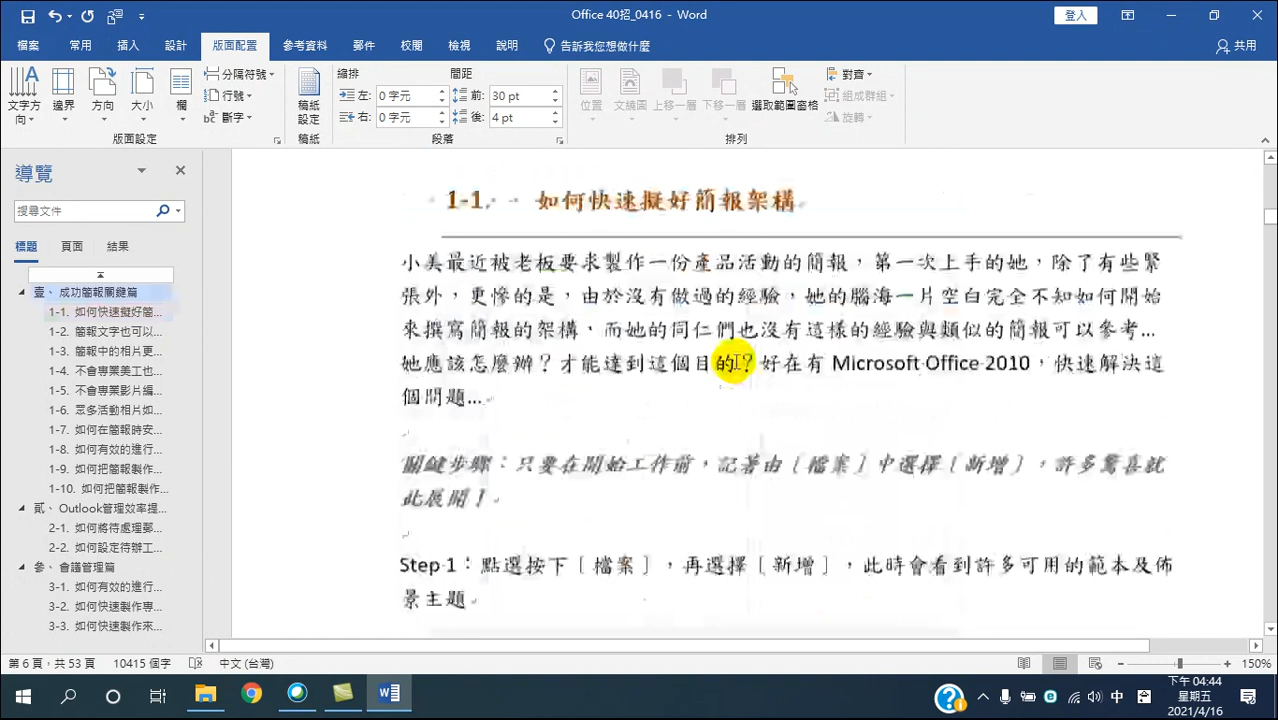 Office 40招_0416 - Word
登入
檔案 常用 插入 設計 版面配置 參考資料 郵件 校閱 檢視 說明 告訴我您想做什麼 共用
文字方向 邊界 方向 大小 欄 分隔符號 行號 斷字 稿紙設定
縮排 間距
左: 0 字元 前: 30 pt
右: 0 字元 後: 4 pt
位置 文繞圖 上移一層 下移一層 選取範圍窗格 對齊 組成群組 旋轉
版面設定 稿紙 段落 排列
導覽
搜尋文件
標題 頁面 結果
壹、 成功簡報關鍵篇
1-1. 如何快速擬好簡...
1-2. 簡報文字也可以...
1-3. 簡報中的相片更...
1-4. 不會專業美工也...
1-5. 不會專業影片編...
1-6. 眾多活動相片如...
1-7. 如何在簡報時安...
1-8. 如何有效的進行...
1-9. 如何把簡報製作...
1-10. 如何把簡報製作...
貳、 Outlook管理效率提...
2-1. 如何將待處理郵...
2-2. 如何設定待辦工...
參、 會議管理篇
3-1. 如何有效的進行...
3-2. 如何快速製作專...
3-3. 如何快速製作來...
1-1. 如何快速擬好簡報架構
小美最近被老板要求製作一份產品活動的簡報，第一次上手的她，除了有些緊
張外，更慘的是，由於沒有做過的經驗，她的腦海一片空白完全不知如何開始
來撰寫簡報的架構，而她的同仁們也沒有這樣的經驗與類似的簡報可以參考...
她應該怎麼辦？才能達到這個目的？好在有 Microsoft Office 2010，快速解決這
個問題...
關鍵步驟：只要在開始工作前，記著由〔檔案〕中選擇〔新增〕，許多驚喜就
此展開！
Step 1：點選按下〔檔案〕，再選擇〔新增〕，此時會看到許多可用的範本及佈
景主題。
第 6 頁，共 53 頁 10415 個字 中文 (台灣) 150%
中
下午 04:44
星期五
2021/4/16